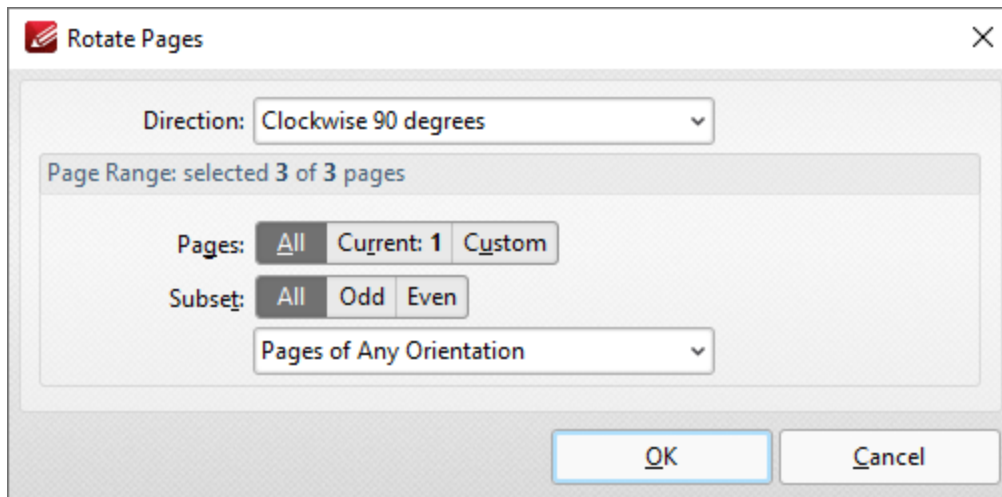 Rotate Pages
Direction: Clockwise 90 degrees
Page Range: selected 3 of 3 pages
Pages: All Current: 1 Custom
Subset: All Odd Even
Pages of Any Orientation
OK Cancel